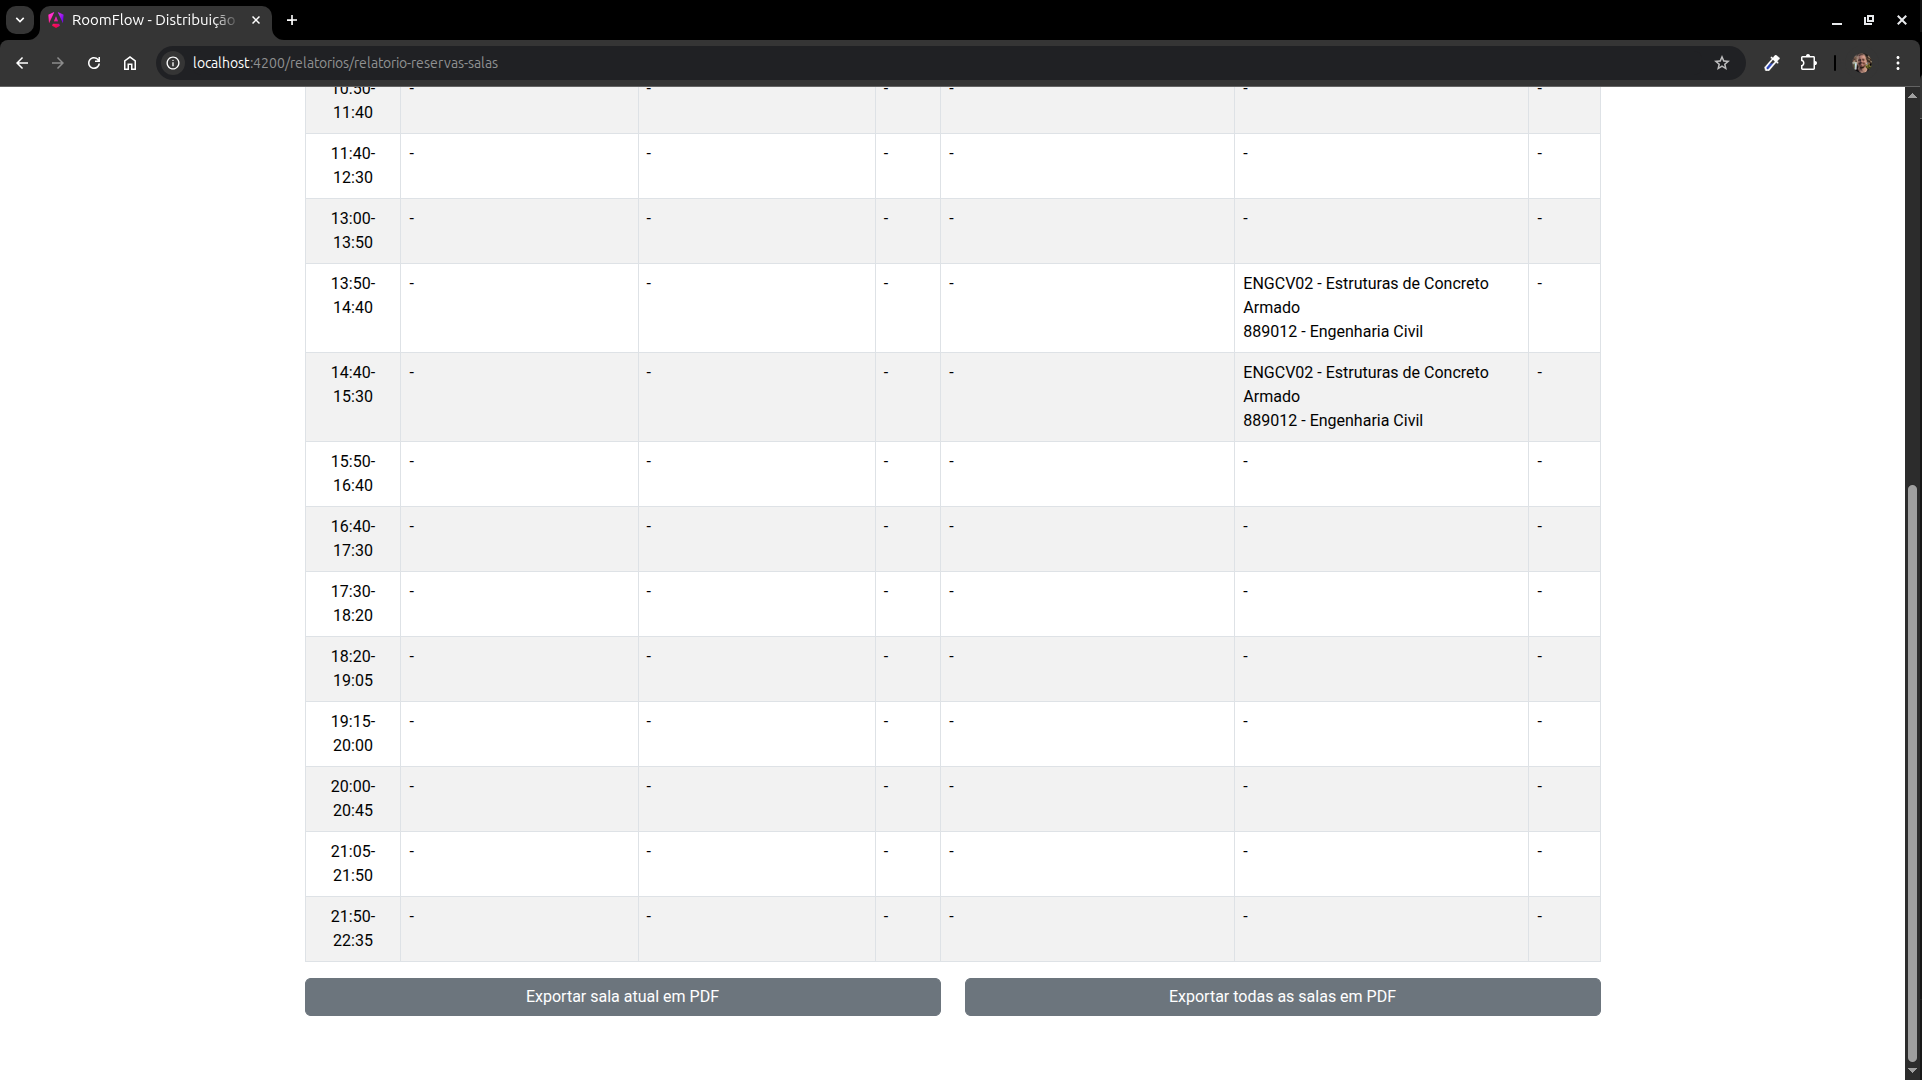 RoomFlow - Distribuição
localhost:4200/relatorios/relatorio-reservas-salas
10:50- - - - - - -
11:40
11:40- - - - - - -
12:30
13:00- - - - - - -
13:50
13:50- - - - - ENGCV02 - Estruturas de Concreto -
14:40 Armado
889012 - Engenharia Civil
14:40- - - - - ENGCV02 - Estruturas de Concreto -
15:30 Armado
889012 - Engenharia Civil
15:50- - - - - - -
16:40
16:40- - - - - - -
17:30
17:30- - - - - - -
18:20
18:20- - - - - - -
19:05
19:15- - - - - - -
20:00
20:00- - - - - - -
20:45
21:05- - - - - - -
21:50
21:50- - - - - - -
22:35
Exportar sala atual em PDF
Exportar todas as salas em PDF